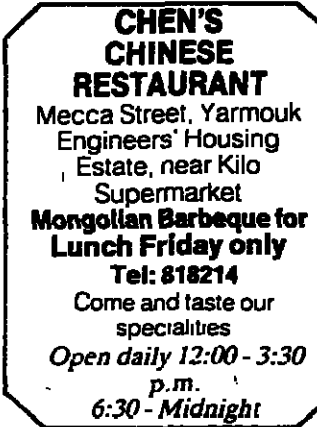 CHEN'S
CHINESE
RESTAURANT
Mecca Street, Yarmouk
Engineers' Housing
Estate, near Kilo
Supermarket
Mongolian Barbeque for
Lunch Friday only
Tel: 818214
Come and taste our
specialities
Open daily 12:00 - 3:30
p.m.
6:30 - Midnight